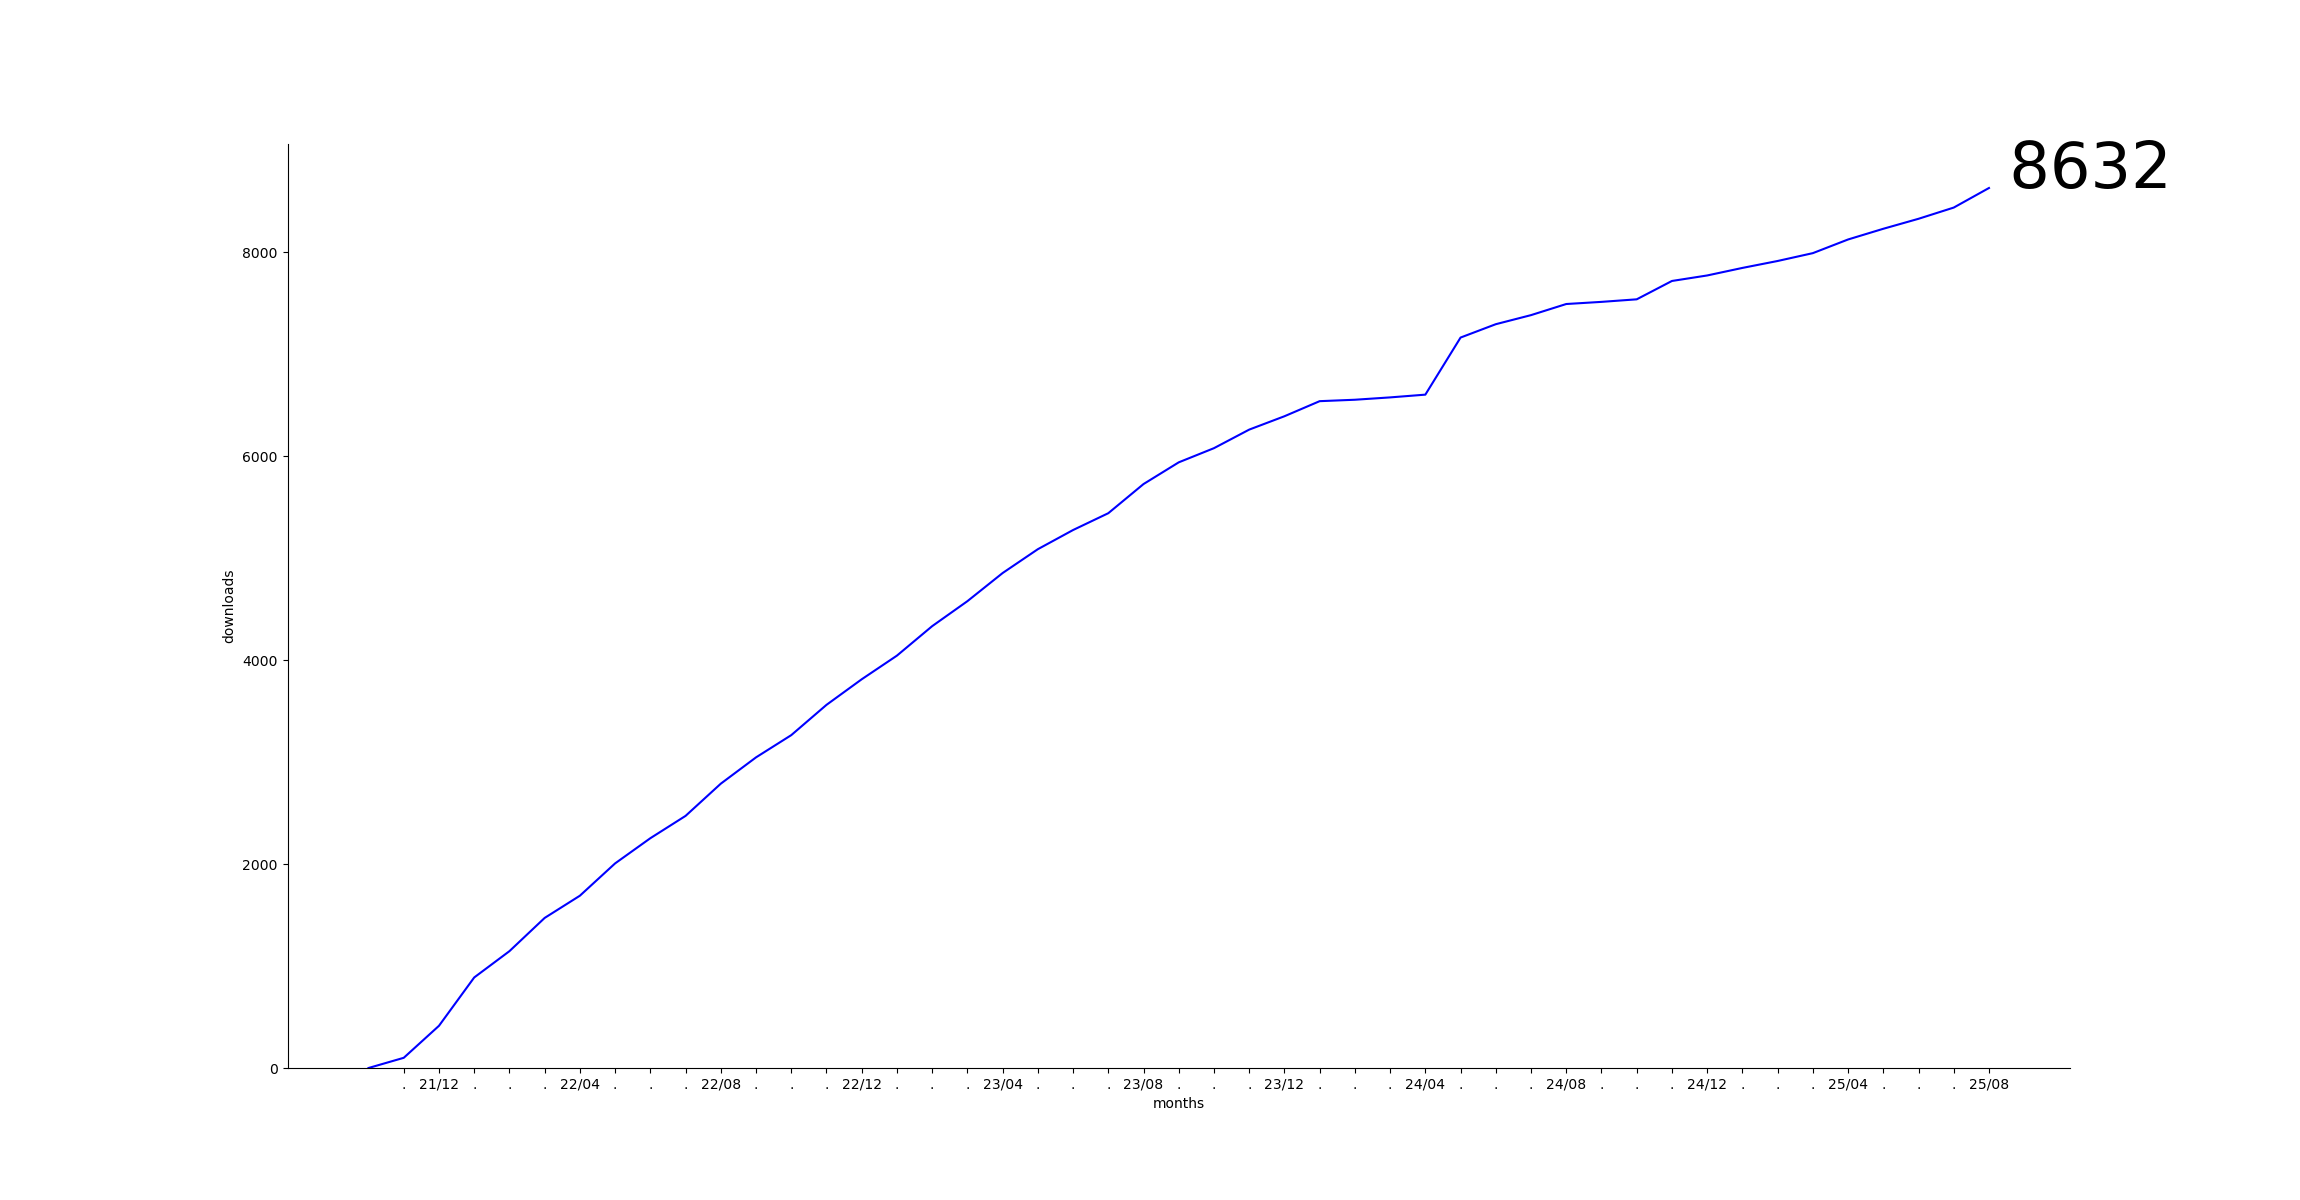 8632
8000
6000
4000
2000
0
downloads
. 21/12 . . . 22/04 . . . 22/08 . . . 22/12 . . . 23/04 . . . 23/08 . . . 23/12 . . . 24/04 . . . 24/08 . . . 24/12 . . . 25/04 . . . 25/08
months